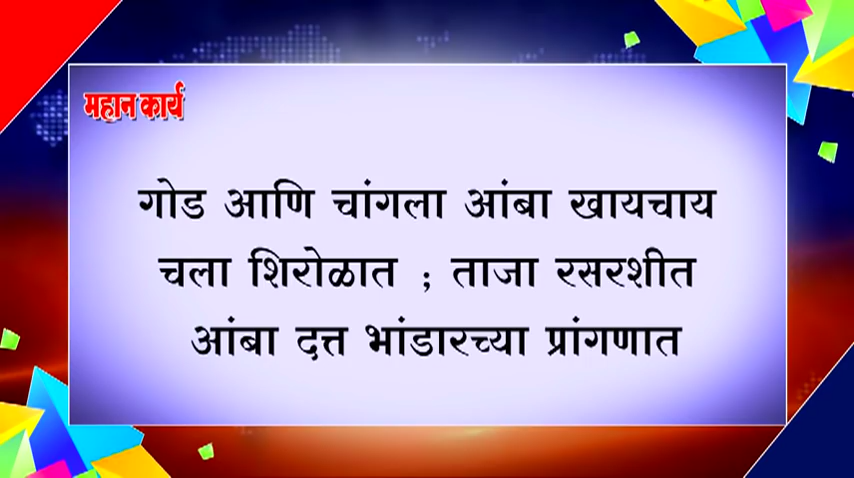 महान कार्य
गोड आणि चांगला आंबा खायचाय
चला शिरोळात ; ताजा रसरशीत
आंबा दत्त भांडारच्या प्रांगणात